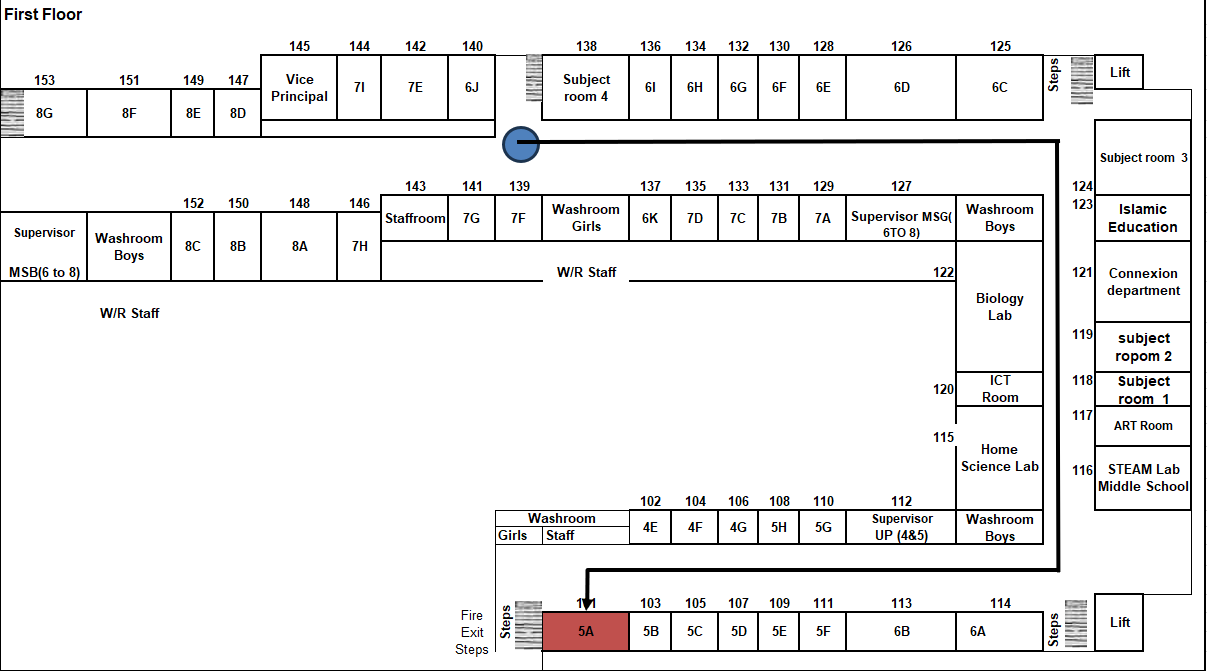 First Floor
145 144 142 140 138 136 134 132 130 128 126 125
153 151 149 147
Vice
Principal
7I 7E 6J
Subject
room 4
6I 6H 6G 6F 6E 6D 6C
Steps
Lift
8G 8F 8E 8D
Subject room 3
124
143 141 139 137 135 133 131 129 127
152 150 148 146
123
Staffroom 7G 7F
Washroom
Girls
6K 7D 7C 7B 7A
Supervisor MSG(
6TO 8)
Washroom
Boys
Islamic
Education
Supervisor
MSB(6 to 8)
Washroom
Boys
8C 8B 8A 7H
W/R Staff W/R Staff
122
Biology
Lab
121
Connexion
department
119
subject
ropom 2
120
ICT
Room
118
Subject
room 1
117
ART Room
115
Home
Science Lab
116
STEAM Lab
Middle School
102 104 106 108 110 112
Washroom
Girls Staff
4E 4F 4G 5H 5G
Supervisor
UP (4&5)
Washroom
Boys
101 103 105 107 109 111 113 114
Fire
Exit
Steps
Steps
5A 5B 5C 5D 5E 5F 6B 6A
Steps
Lift